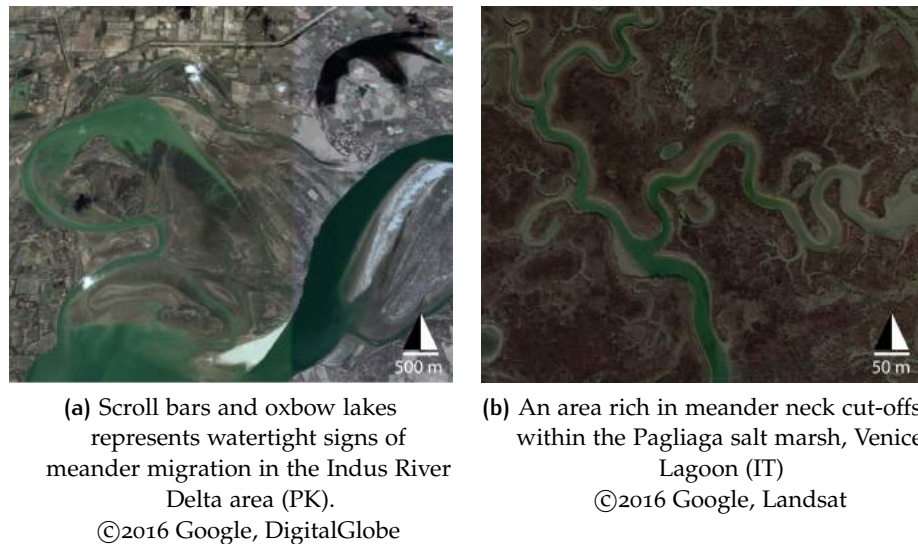 500 m
50 m
(a) Scroll bars and oxbow lakes
represents watertight signs of
meander migration in the Indus River
Delta area (PK).
©2016 Google, DigitalGlobe
(b) An area rich in meander neck cut-offs
within the Pagliaga salt marsh, Venice
Lagoon (IT)
©2016 Google, Landsat